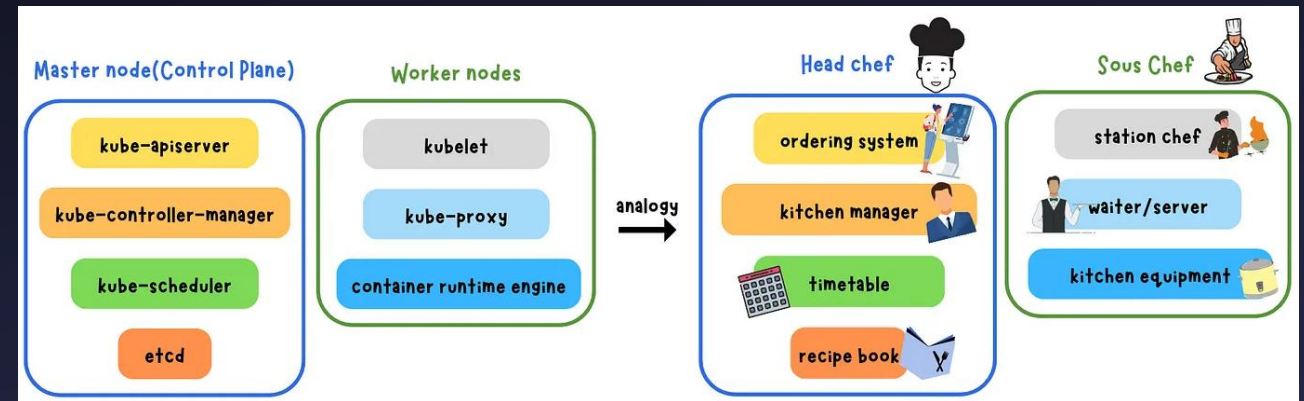 Master node(Control Plane)
kube-apiserver
kube-controller-manager
kube-scheduler
etcd
Worker nodes
kubelet
kube-proxy
container runtime engine
analogy
Head chef
ordering system
kitchen manager
timetable
recipe book
Sous Chef
station chef
waiter/server
kitchen equipment